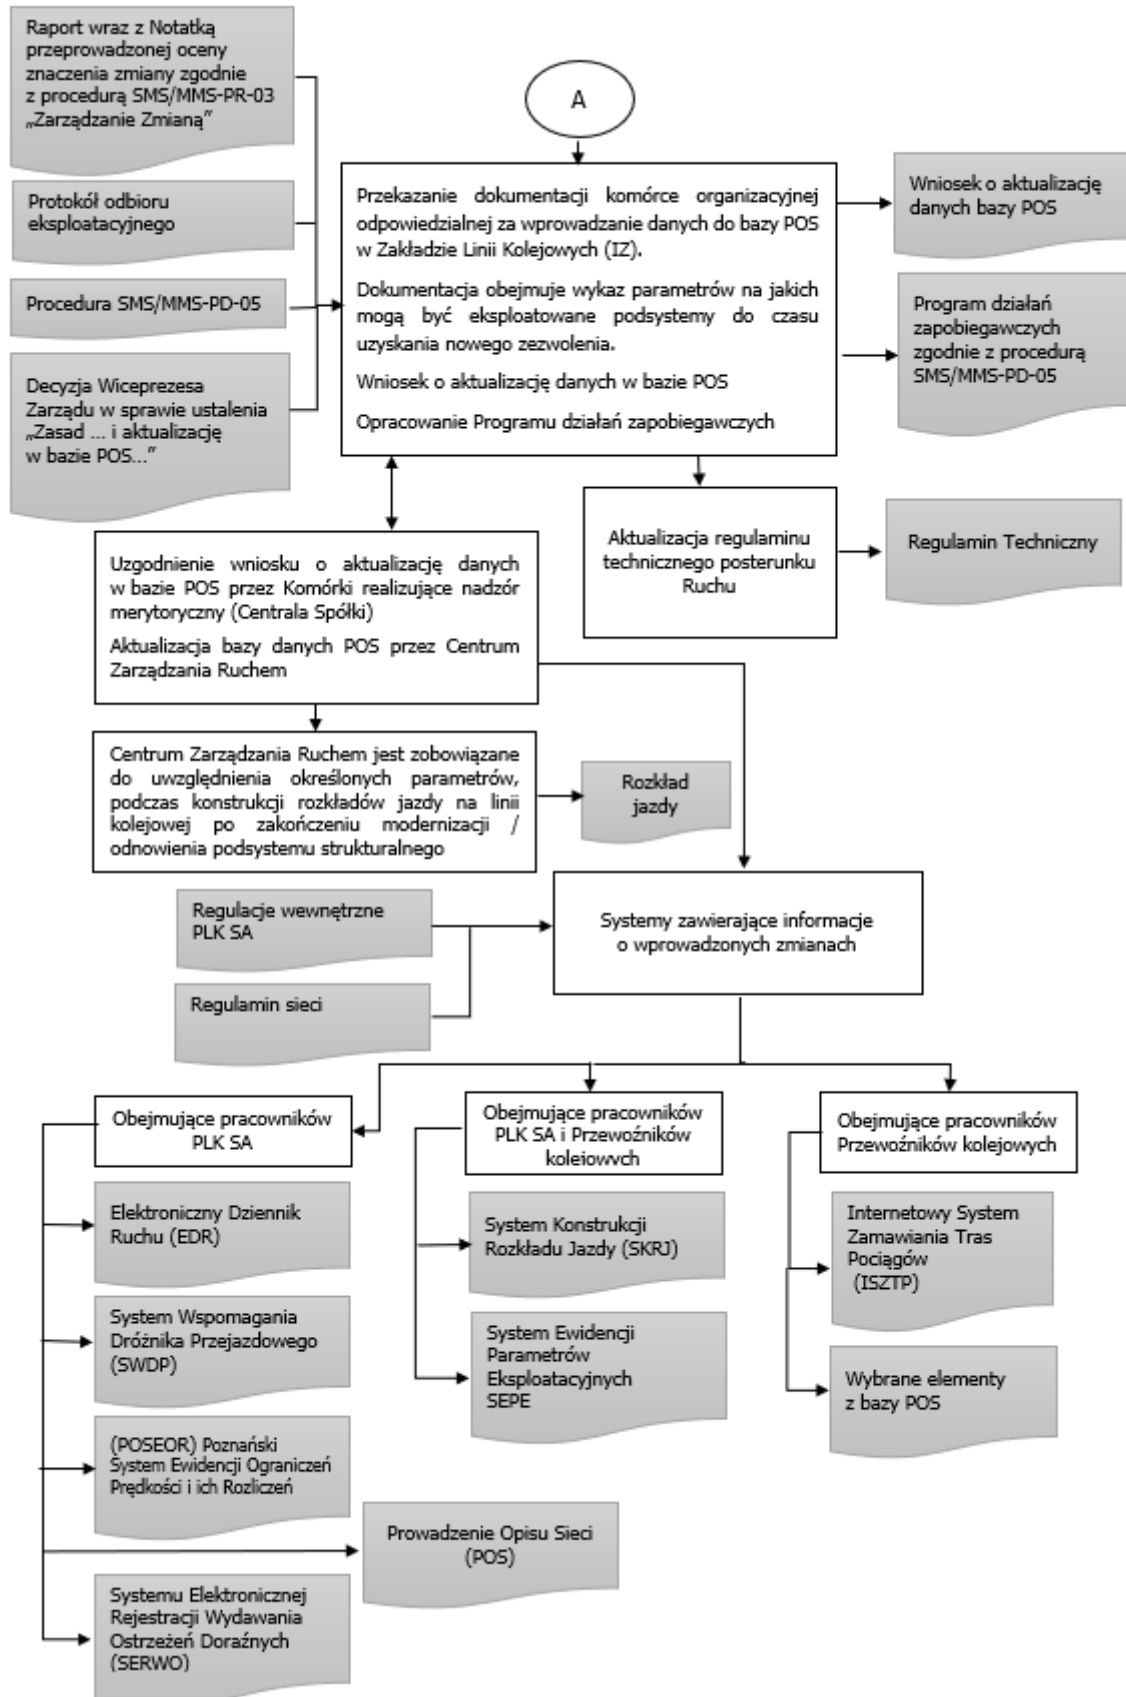 Raport wraz z Notatką
przeprowadzonej oceny
znaczenia zmiany zgodnie
z procedurą SMS/MMS-PR-03
„Zarządzanie Zmianą”
A
Protokół odbioru
eksploatacyjnego
Procedura SMS/MMS-PD-05
Decyzja Wiceprezesa
Zarządu w sprawie ustalenia
„Zasad ... i aktualizację
w bazie POS...”
Przekazanie dokumentacji komórce organizacyjnej
odpowiedzialnej za wprowadzanie danych do bazy POS
w Zakładzie Linii Kolejowych (IZ).
Dokumentacja obejmuje wykaz parametrów na jakich
mogą być eksploatowane podsystemy do czasu
uzyskania nowego zezwolenia.
Wniosek o aktualizację danych w bazie POS
Opracowanie Programu działań zapobiegawczych
Wniosek o aktualizację
danych bazy POS
Program działań
zapobiegawczych
zgodnie z procedurą
SMS/MMS-PD-05
Uzgodnienie wniosku o aktualizację danych
w bazie POS przez Komórki realizujące nadzór
merytoryczny (Centrala Spółki)
Aktualizacja bazy danych POS przez Centrum
Zarządzania Ruchem
Aktualizacja regulaminu
technicznego posterunku
Ruchu
Regulamin Techniczny
Centrum Zarządzania Ruchem jest zobowiązane
do uwzględnienia określonych parametrów,
podczas konstrukcji rozkładów jazdy na linii
kolejowej po zakończeniu modernizacji /
odnowienia podsystemu strukturalnego
Rozkład
jazdy
Regulacje wewnętrzne
PLK SA
Regulamin sieci
Systemy zawierające informacje
o wprowadzonych zmianach
Obejmujące pracowników
PLK SA
Obejmujące pracowników
PLK SA i Przewoźników
kolejowych
Obejmujące pracowników
Przewoźników kolejowych
Elektroniczny Dziennik
Ruchu (EDR)
System Wspomagania
Dróżnika Przejazdowego
(SWDP)
(POSEOR) Poznański
System Ewidencji Ograniczeń
Prędkości i ich Rozliczeń
Prowadzenie Opisu Sieci
(POS)
Systemu Elektronicznej
Rejestracji Wydawania
Ostrzeżeń Doraźnych
(SERWO)
System Konstrukcji
Rozkładu Jazdy (SKRJ)
System Ewidencji
Parametrów
Eksploatacyjnych
SEPE
Internetowy System
Zamawiania Tras
Pociągów
(ISZTP)
Wybrane elementy
z bazy POS